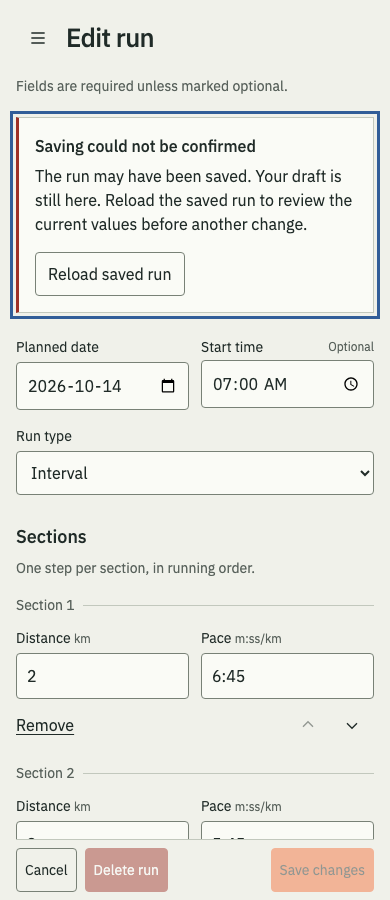 Edit run
Fields are required unless marked optional.
Saving could not be confirmed
The run may have been saved. Your draft is
still here. Reload the saved run to review the
current values before another change.
Reload saved run
Planned date
Start time Optional
2026-10-14
07:00 AM
Run type
Interval
Sections
One step per section, in running order.
Section 1
Distance km
Pace m:ss/km
2
6:45
Remove
Section 2
Distance km
Pace m:ss/km
Cancel
Delete run
Save changes